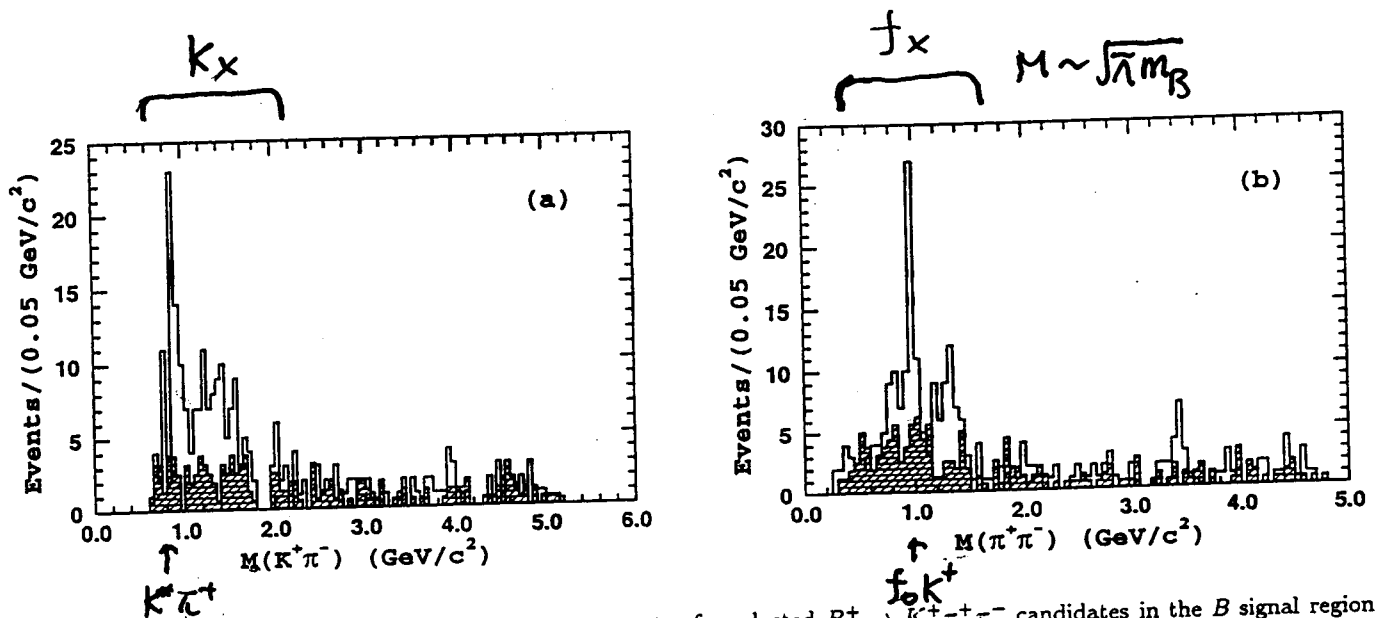 K_X
f_X
M ~ √(Λ̄ m_B)
25
20
15
10
5
0
Events/(0.05 GeV/c²)
(a)
0.0 1.0 2.0 3.0 4.0 5.0 6.0
M(K⁺π⁻) (GeV/c²)
K* π⁺
30
25
20
15
10
5
0
Events/(0.05 GeV/c²)
(b)
0.0 1.0 2.0 3.0 4.0 5.0
M(π⁺π⁻) (GeV/c²)
f₀ K⁺
K⁺π⁺π⁻ candidates in the B signal region